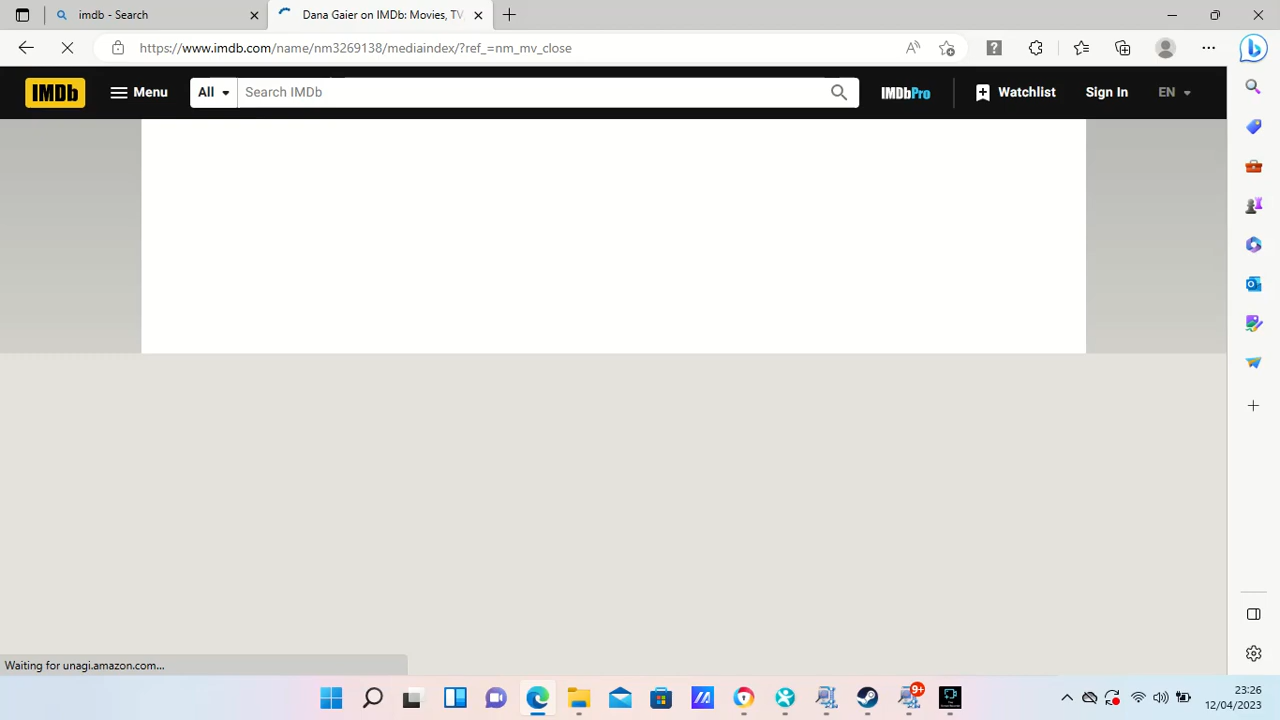 imdb - Search
Dana Gaier on IMDb: Movies, TV,
https://www.imdb.com/name/nm3269138/mediaindex/?ref_=nm_mv_close
IMDb
Menu
All
Search IMDb
IMDbPro
Watchlist
Sign In
EN
Waiting for unagi.amazon.com...
9+
23:26
12/04/2023